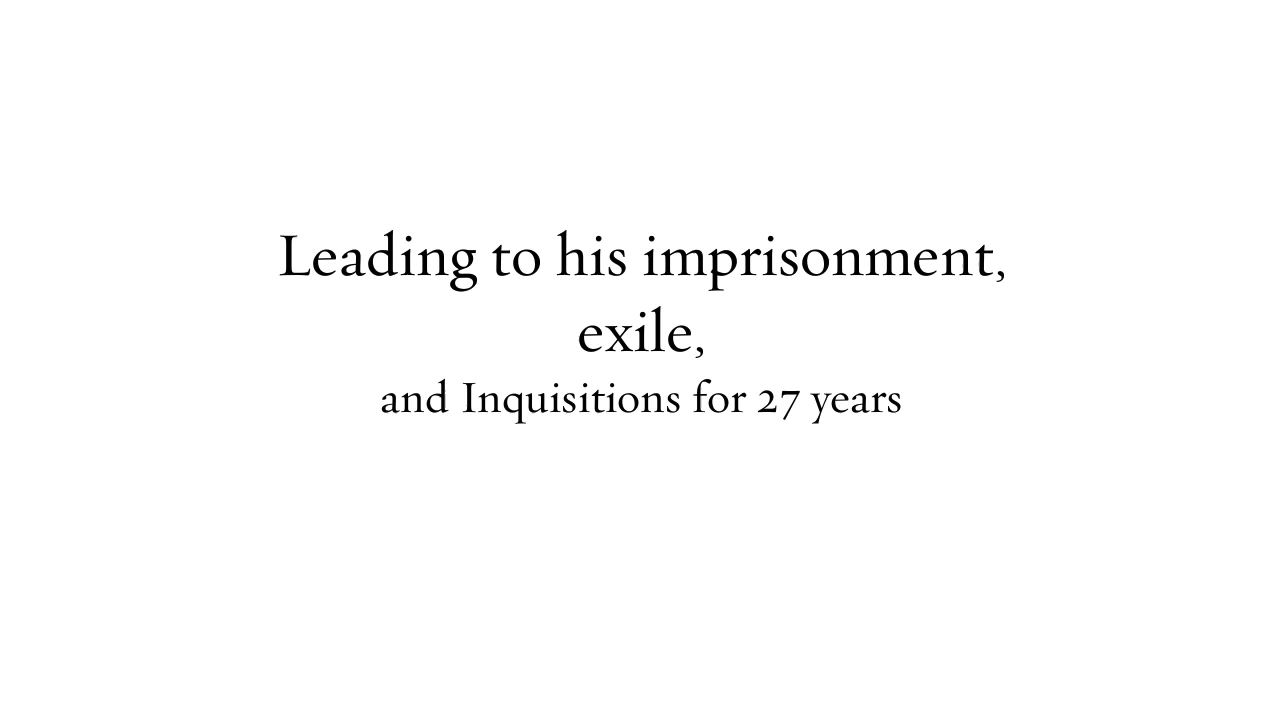 Leading to his imprisonment,
exile,
and Inquisitions for 27 years